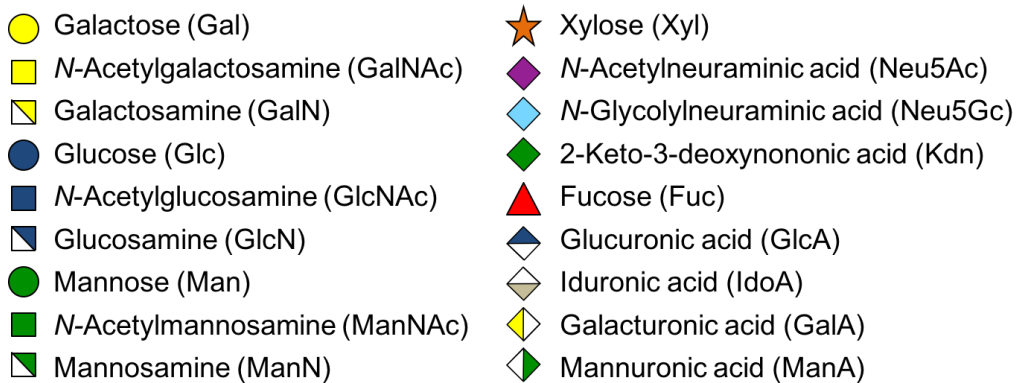 Galactose (Gal)
N-Acetylgalactosamine (GalNAc)
Galactosamine (GalN)
Glucose (Glc)
N-Acetylglucosamine (GlcNAc)
Glucosamine (GlcN)
Mannose (Man)
N-Acetylmannosamine (ManNAc)
Mannosamine (ManN)
Xylose (Xyl)
N-Acetylneuraminic acid (Neu5Ac)
N-Glycolylneuraminic acid (Neu5Gc)
2-Keto-3-deoxynononic acid (Kdn)
Fucose (Fuc)
Glucuronic acid (GlcA)
Iduronic acid (IdoA)
Galacturonic acid (GalA)
Mannuronic acid (ManA)